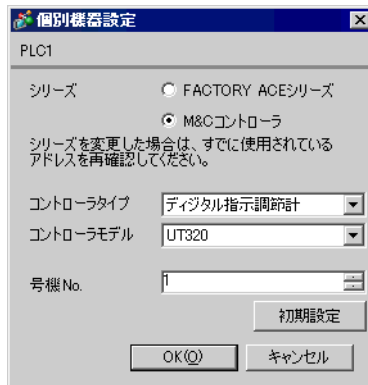 個別機器設定
PLC1
シリーズ
FACTORY ACEシリーズ
M&Cコントローラ
シリーズを変更した場合は、すでに使用されている
アドレスを再確認してください。
コントローラタイプ ディジタル指示調節計
コントローラモデル UT320
号機No. 1
初期設定
OK(O) キャンセル